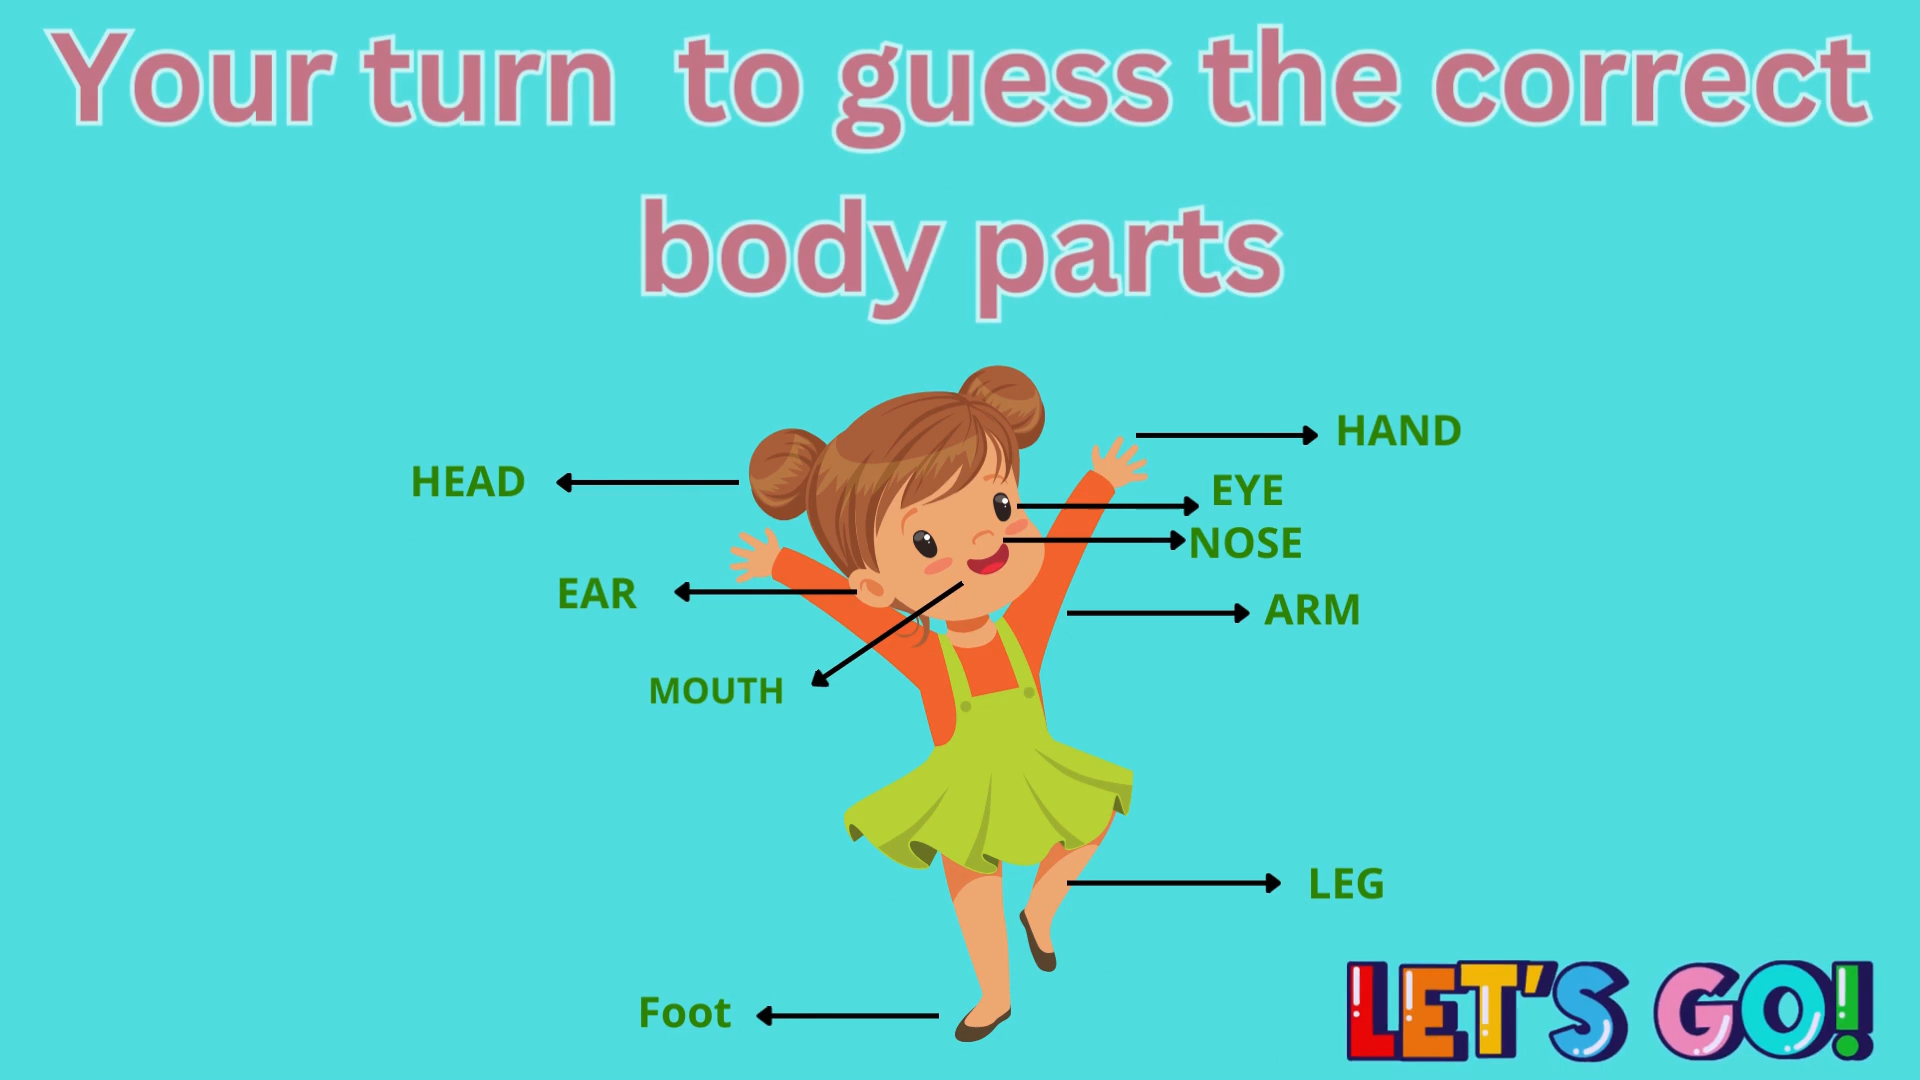 Your turn to guess the correct
body parts
HAND
HEAD
EYE
NOSE
EAR
ARM
MOUTH
LEG
Foot
LET'S GO!